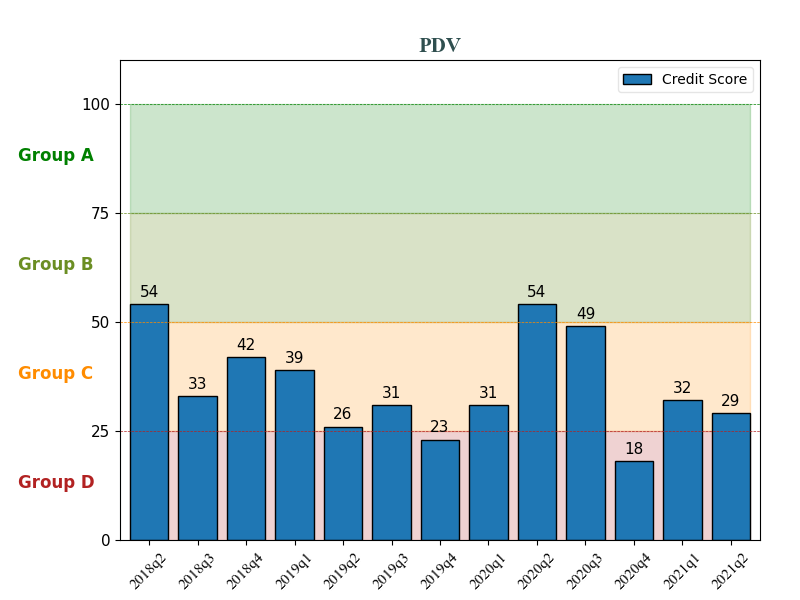 PDV
Credit Score
100
Group A
75
Group B
54
54
50
49
42
39
Group C
33
32
31
31
29
26
25
23
18
Group D
0
2018q2
2018q3
2018q4
2019q1
2019q2
2019q3
2019q4
2020q1
2020q2
2020q3
2020q4
2021q1
2021q2